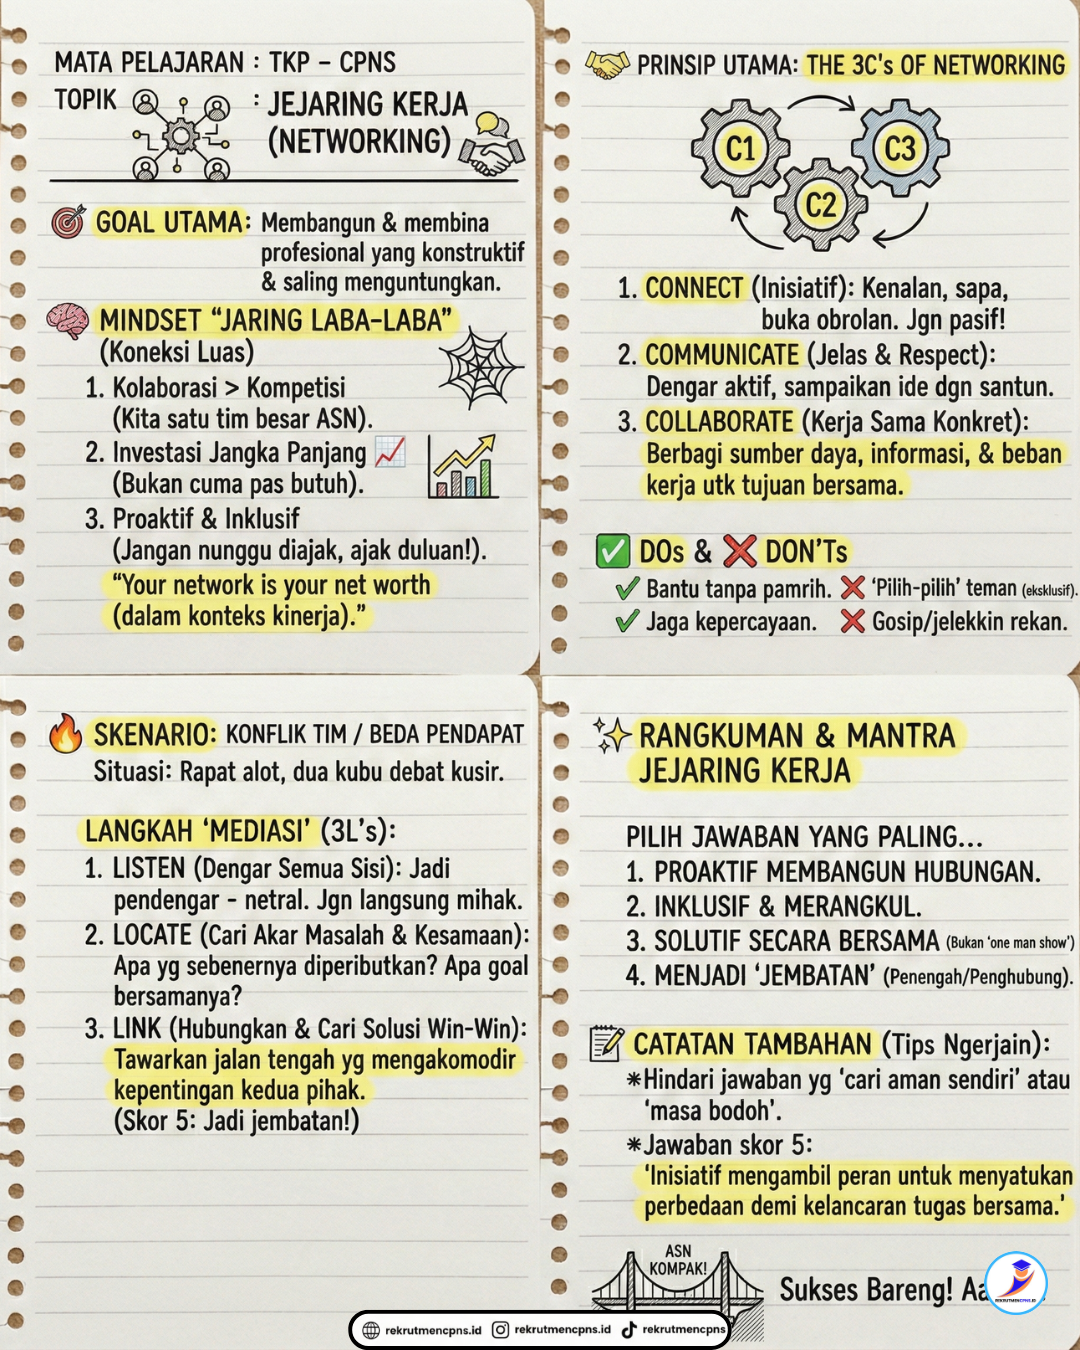 MATA PELAJARAN : TKP – CPNS
TOPIK : JEJARING KERJA
(NETWORKING)
GOAL UTAMA: Membangun & membina
profesional yang konstruktif
& saling menguntungkan.
MINDSET “JARING LABA-LABA”
(Koneksi Luas)
1. Kolaborasi > Kompetisi
(Kita satu tim besar ASN).
2. Investasi Jangka Panjang
(Bukan cuma pas butuh).
3. Proaktif & Inklusif
(Jangan nunggu diajak, ajak duluan!).
“Your network is your net worth
(dalam konteks kinerja).”
PRINSIP UTAMA: THE 3C's OF NETWORKING
C1
C3
C2
1. CONNECT (Inisiatif): Kenalan, sapa,
buka obrolan. Jgn pasif!
2. COMMUNICATE (Jelas & Respect):
Dengar aktif, sampaikan ide dgn santun.
3. COLLABORATE (Kerja Sama Konkret):
Berbagi sumber daya, informasi, & beban
kerja utk tujuan bersama.
DOs & DON'Ts
Bantu tanpa pamrih. ‘Pilih-pilih’ teman (eksklusif).
Jaga kepercayaan. Gosip/jelekkin rekan.
SKENARIO: KONFLIK TIM / BEDA PENDAPAT
Situasi: Rapat alot, dua kubu debat kusir.
LANGKAH ‘MEDIASI’ (3L's):
1. LISTEN (Dengar Semua Sisi): Jadi
pendengar - netral. Jgn langsung mihak.
2. LOCATE (Cari Akar Masalah & Kesamaan):
Apa yg sebenernya dipeributkan? Apa goal
bersamanya?
3. LINK (Hubungkan & Cari Solusi Win-Win):
Tawarkan jalan tengah yg mengakomodir
kepentingan kedua pihak.
(Skor 5: Jadi jembatan!)
RANGKUMAN & MANTRA
JEJARING KERJA
PILIH JAWABAN YANG PALING...
1. PROAKTIF MEMBANGUN HUBUNGAN.
2. INKLUSIF & MERANGKUL.
3. SOLUTIF SECARA BERSAMA (Bukan ‘one man show’)
4. MENJADI ‘JEMBATAN’ (Penengah/Penghubung).
CATATAN TAMBAHAN (Tips Ngerjain):
*Hindari jawaban yg ‘cari aman sendiri’ atau
‘masa bodoh’.
*Jawaban skor 5:
‘Inisiatif mengambil peran untuk menyatukan
perbedaan demi kelancaran tugas bersama.’
ASN
KOMPAK!
Sukses Bareng!
REKRUTMENCPNS.ID
rekrutmencpns.id rekrutmencpns.id rekrutmencpns